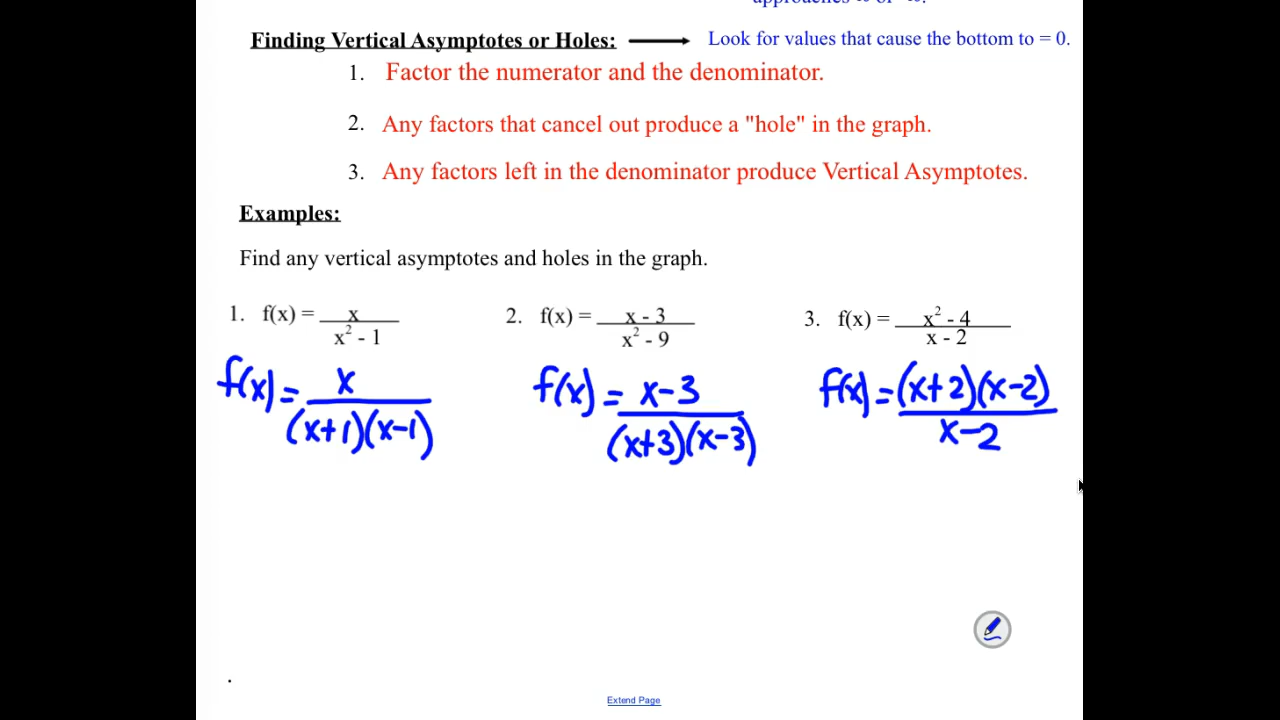 Finding Vertical Asymptotes or Holes: Look for values that cause the bottom to = 0.
1. Factor the numerator and the denominator.
2. Any factors that cancel out produce a "hole" in the graph.
3. Any factors left in the denominator produce Vertical Asymptotes.
Examples:
Find any vertical asymptotes and holes in the graph.
1. f(x) = x
x² - 1
2. f(x) = x - 3
x² - 9
3. f(x) = x² - 4
x - 2
f(x) = x
(x+1)(x-1)
f(x) = x-3
(x+3)(x-3)
f(x) = (x+2)(x-2)
x-2
.
Extend Page